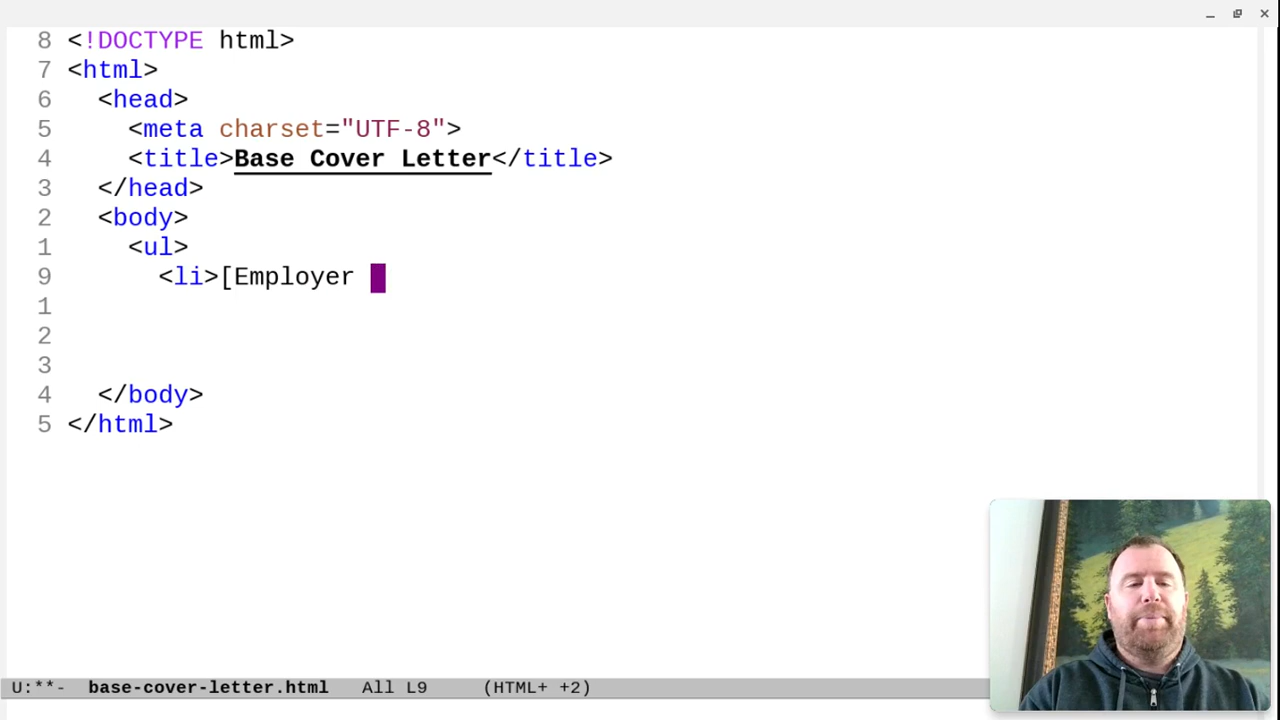 8 <!DOCTYPE html>
7 <html>
6 <head>
5 <meta charset="UTF-8">
4 <title>Base Cover Letter</title>
3 </head>
2 <body>
1 <ul>
9 <li>[Employer
1
2
3
4 </body>
5 </html>
U:**- base-cover-letter.html All L9 (HTML+ +2)